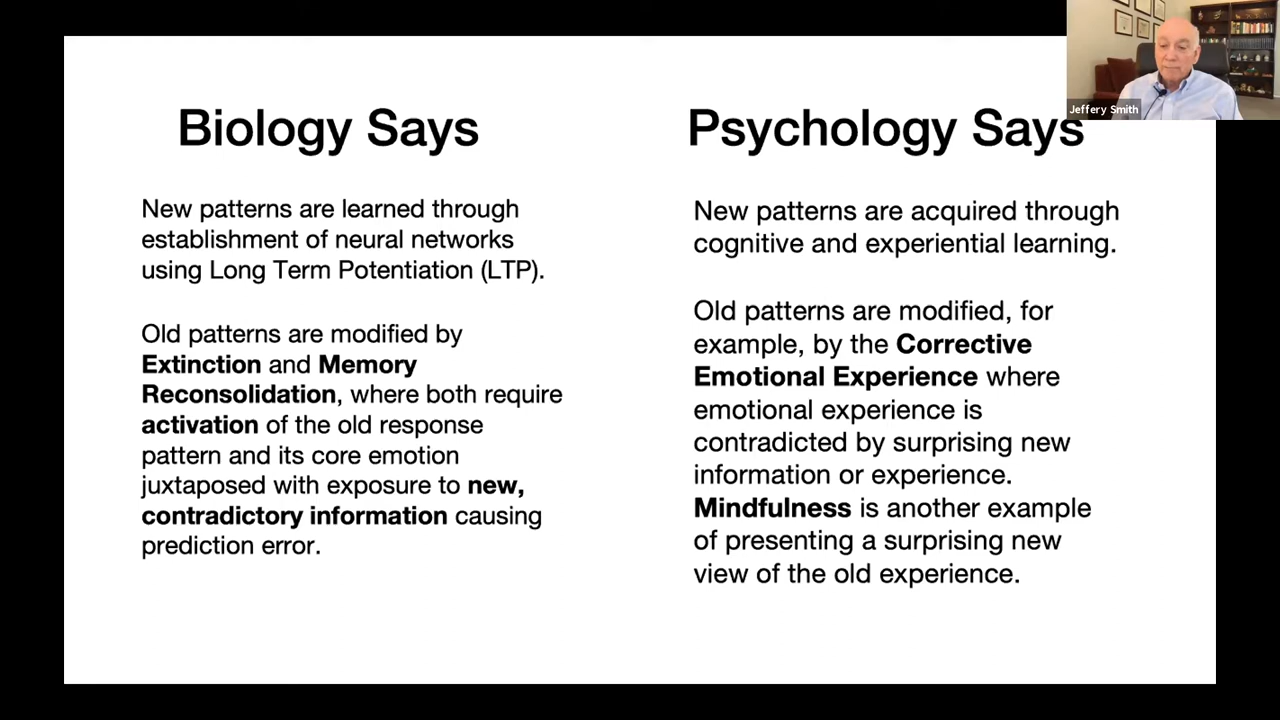 Jeffery Smith
Biology Says
New patterns are learned through
establishment of neural networks
using Long Term Potentiation (LTP).
Old patterns are modified by
Extinction and Memory
Reconsolidation, where both require
activation of the old response
pattern and its core emotion
juxtaposed with exposure to new,
contradictory information causing
prediction error.
Psychology Says
New patterns are acquired through
cognitive and experiential learning.
Old patterns are modified, for
example, by the Corrective
Emotional Experience where
emotional experience is
contradicted by surprising new
information or experience.
Mindfulness is another example
of presenting a surprising new
view of the old experience.